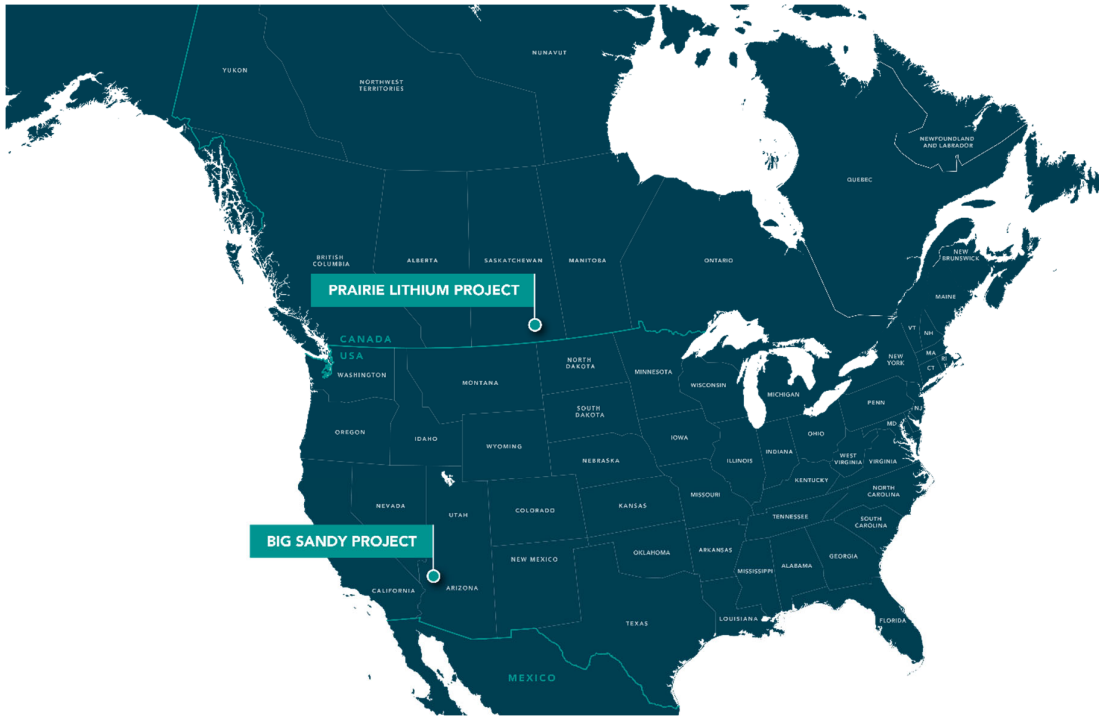 NUNAVUT
YUKON
NORTHWEST
TERRITORIES
NEWFOUNDLAND
AND LABRADOR
QUEBEC
BRITISH
COLUMBIA
ALBERTA
SASKATCHEWAN
MANITOBA
ONTARIO
NEW
BRUNSWICK
PRAIRIE LITHIUM PROJECT
MAINE
CANADA
USA
VT
NH
MA
RI
CT
NEW
YORK
WASHINGTON
MONTANA
NORTH
DAKOTA
MINNESOTA
WISCONSIN
MICHIGAN
PENN
NJ
MD
SOUTH
DAKOTA
OREGON
IDAHO
WYOMING
IOWA
OHIO
NEBRASKA
ILLINOIS
INDIANA
WEST
VIRGINIA
VIRGINIA
KENTUCKY
NORTH
CAROLINA
NEVADA
UTAH
COLORADO
KANSAS
MISSOURI
TENNESSEE
SOUTH
CAROLINA
BIG SANDY PROJECT
NEW MEXICO
OKLAHOMA
ARKANSAS
MISSISSIPPI
ALABAMA
GEORGIA
CALIFORNIA
ARIZONA
TEXAS
LOUISIANA
FLORIDA
MEXICO